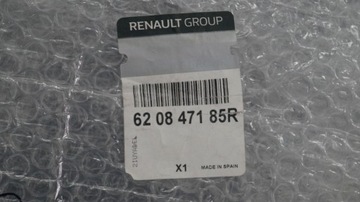 RENAULT GROUP
62 08 471 85R
X1 MADE IN SPAIN